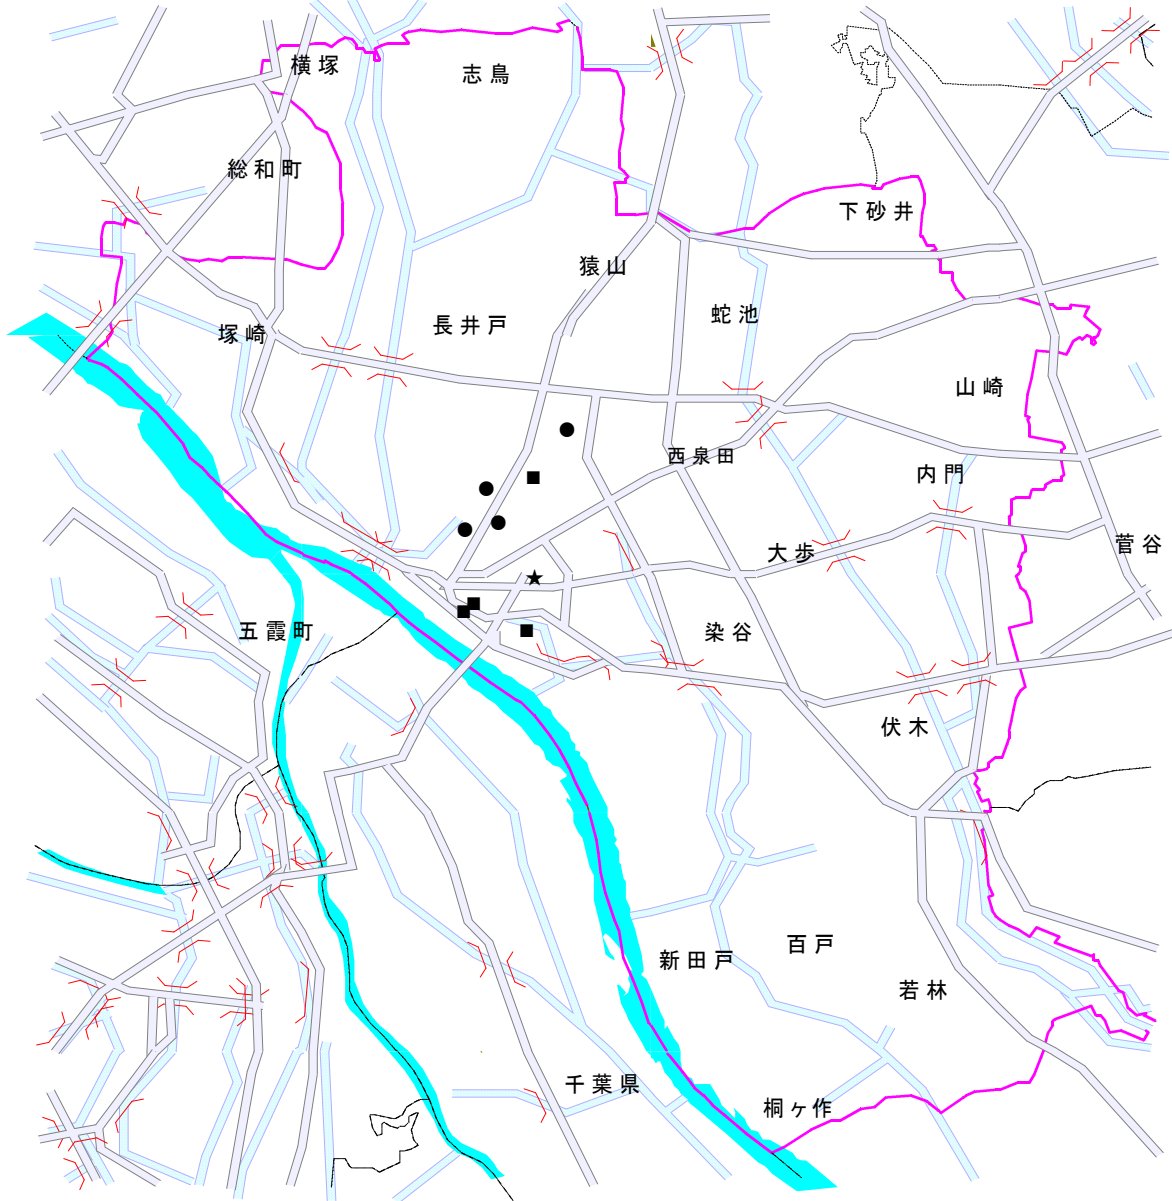 横塚
志鳥
総和町
下砂井
猿山
蛇池
長井戸
塚崎
山崎
西泉田
内門
菅谷
大歩
五霞町
染谷
伏木
百戸
新田戸
若林
千葉県
桐ヶ作